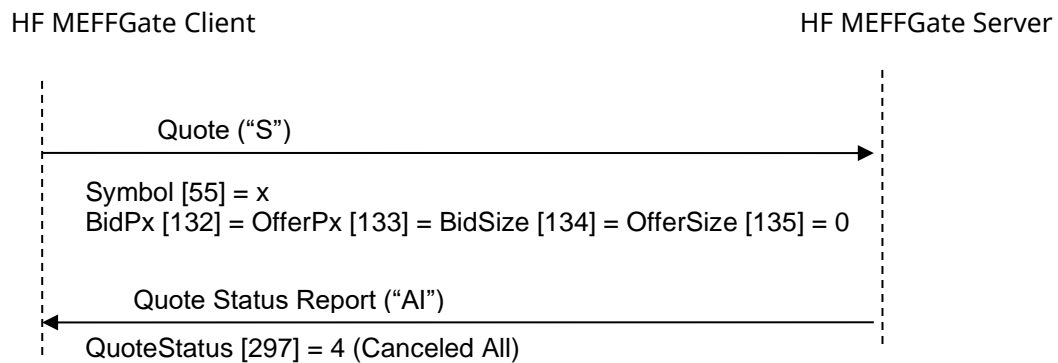 HF MEFFGate Client
HF MEFFGate Server
Quote (“S”)
Symbol [55] = x
BidPx [132] = OfferPx [133] = BidSize [134] = OfferSize [135] = 0
Quote Status Report (“AI”)
QuoteStatus [297] = 4 (Canceled All)